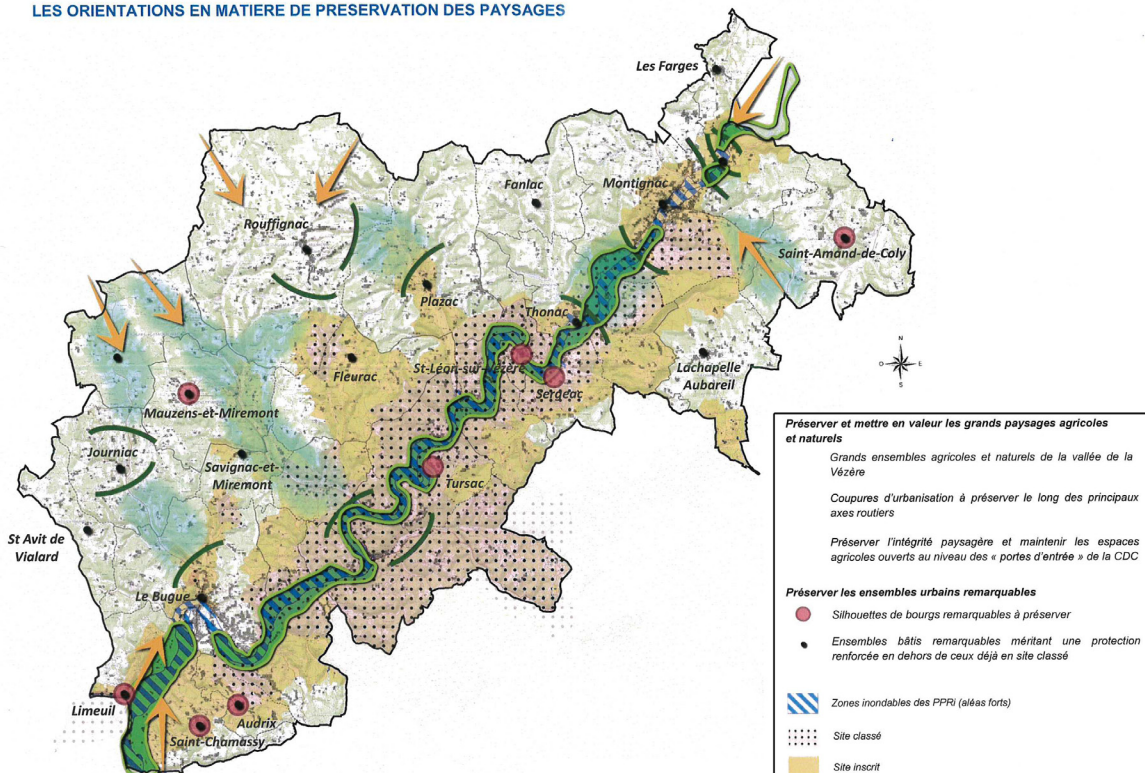 LES ORIENTATIONS EN MATIERE DE PRESERVATION DES PAYSAGES
Les Farges
Montignac
Fanlac
Rouffignac
Saint-Amand-de-Coly
Plazac
Thonac
Fleurac
St-Léon-sur-Vézère
Lachapelle
Aubareil
Sergeac
Mauzens-et-Miremont
Journiac
Savignac-et-
Miremont
Tursac
St Avit de
Vialard
Le Bugue
Limeuil
Audrix
Saint-Chamassy
N
O
E
S
Préserver et mettre en valeur les grands paysages agricoles
et naturels
Grands ensembles agricoles et naturels de la vallée de la
Vézère
Coupures d'urbanisation à préserver le long des principaux
axes routiers
Préserver l'intégrité paysagère et maintenir les espaces
agricoles ouverts au niveau des « portes d'entrée » de la CDC
Préserver les ensembles urbains remarquables
Silhouettes de bourgs remarquables à préserver
Ensembles bâtis remarquables méritant une protection
renforcée en dehors de ceux déjà en site classé
Zones inondables des PPRi (aléas forts)
Site classé
Site inscrit